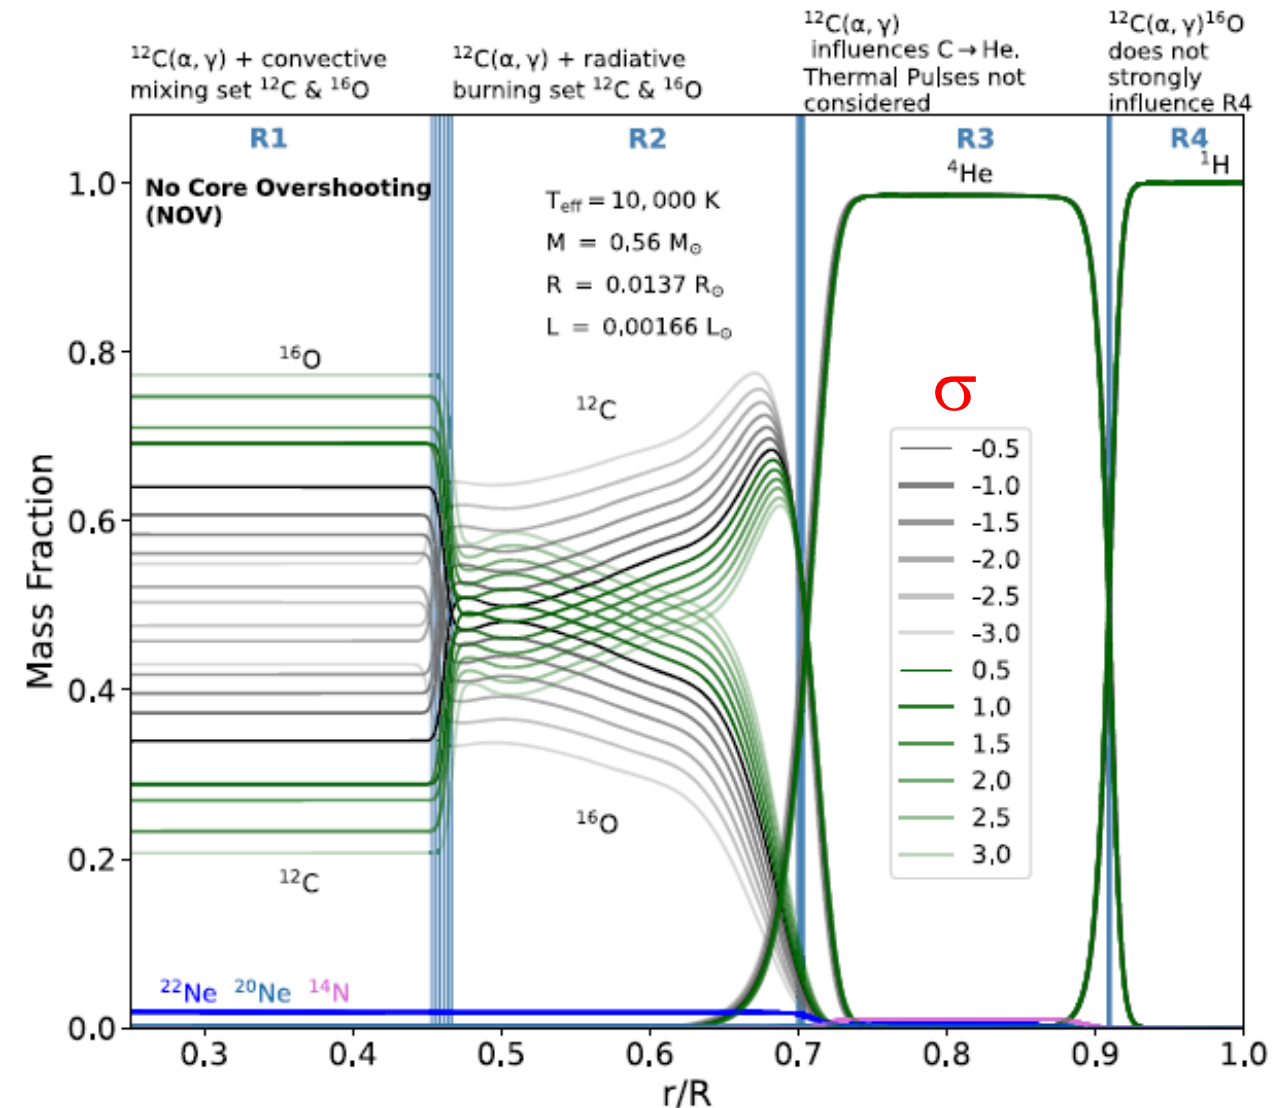 ¹²C(α, γ) + convective
mixing set ¹²C & ¹⁶O
¹²C(α, γ) + radiative
burning set ¹²C & ¹⁶O
¹²C(α, γ)
influences C→He.
Thermal Pulses not
considered
¹²C(α, γ)¹⁶O
does not
strongly
influence R4
R1
R2
R3
R4
No Core Overshooting
(NOV)
T_eff = 10,000 K
M = 0.56 M_⊙
R = 0.0137 R_⊙
L = 0.00166 L_⊙
⁴He
¹H
¹⁶O
¹²C
σ
-0.5
-1.0
-1.5
-2.0
-2.5
-3.0
0.5
1.0
1.5
2.0
2.5
3.0
¹⁶O
¹²C
²²Ne ²⁰Ne ¹⁴N
Mass Fraction
1.0
0.8
0.6
0.4
0.2
0.0
0.3
0.4
0.5
0.6
0.7
0.8
0.9
1.0
r/R